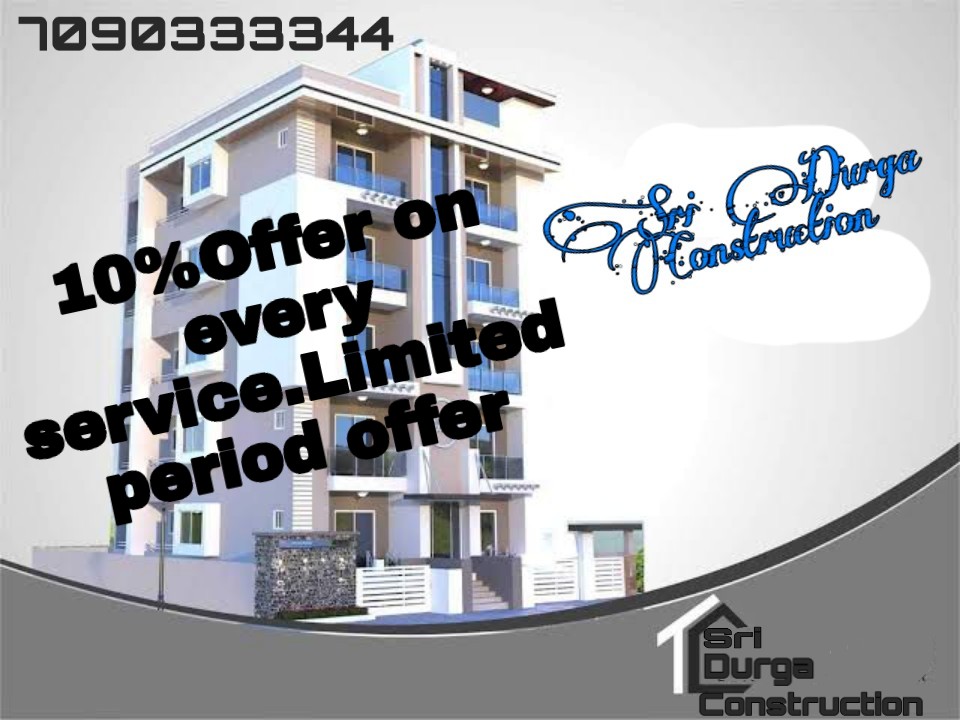 7090333344
Sri Durga
Construction
10%Offer on
every
service.Limited
period offer
Sri
Durga
Construction